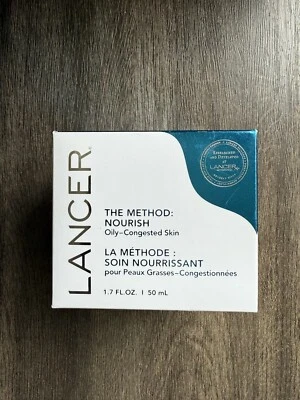 LANCER®
THE METHOD:
NOURISH
Oily-Congested Skin
LA MÉTHODE :
SOIN NOURRISSANT
pour Peaux Grasses-Congestionnées
1.7 FL.OZ. | 50 mL
LANCER